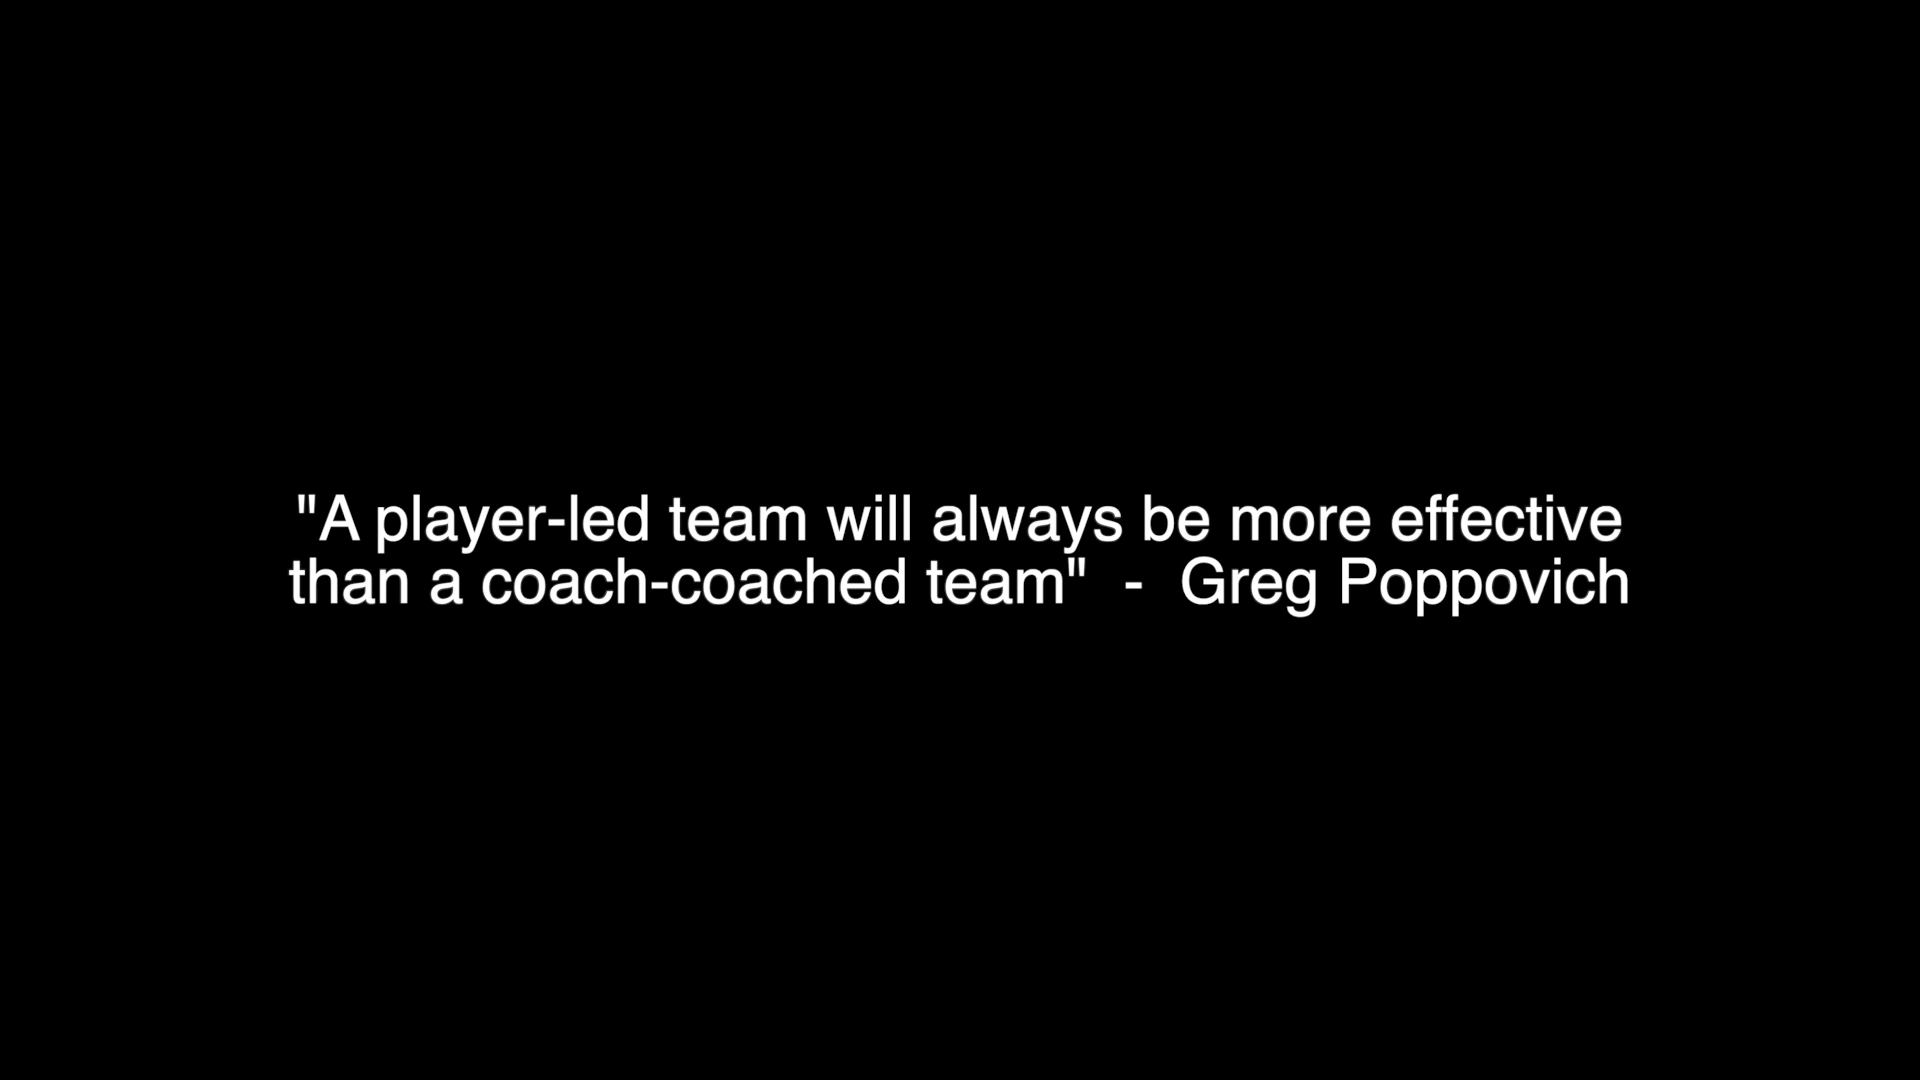 "A player-led team will always be more effective
than a coach-coached team"  -  Greg Poppovich